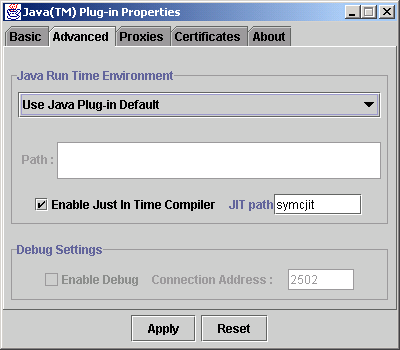 Java(TM) Plug-in Properties
Basic Advanced Proxies Certificates About
Java Run Time Environment
Use Java Plug-in Default
Path :
Enable Just In Time Compiler JIT path symcjit
Debug Settings
Enable Debug Connection Address : 2502
Apply Reset